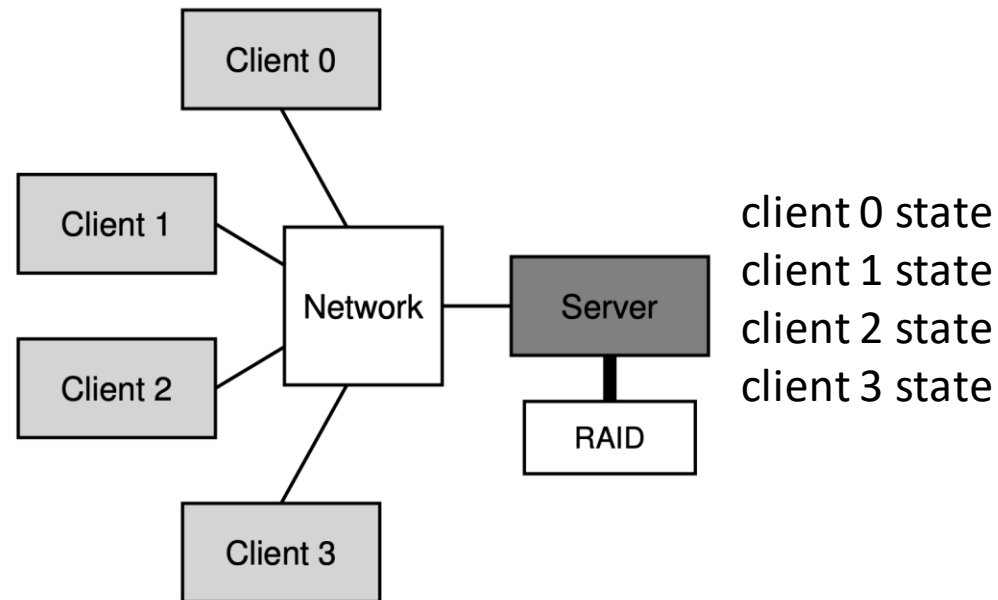 Client 0
Client 1
Client 2
Client 3
Network
Server
RAID
client 0 state
client 1 state
client 2 state
client 3 state